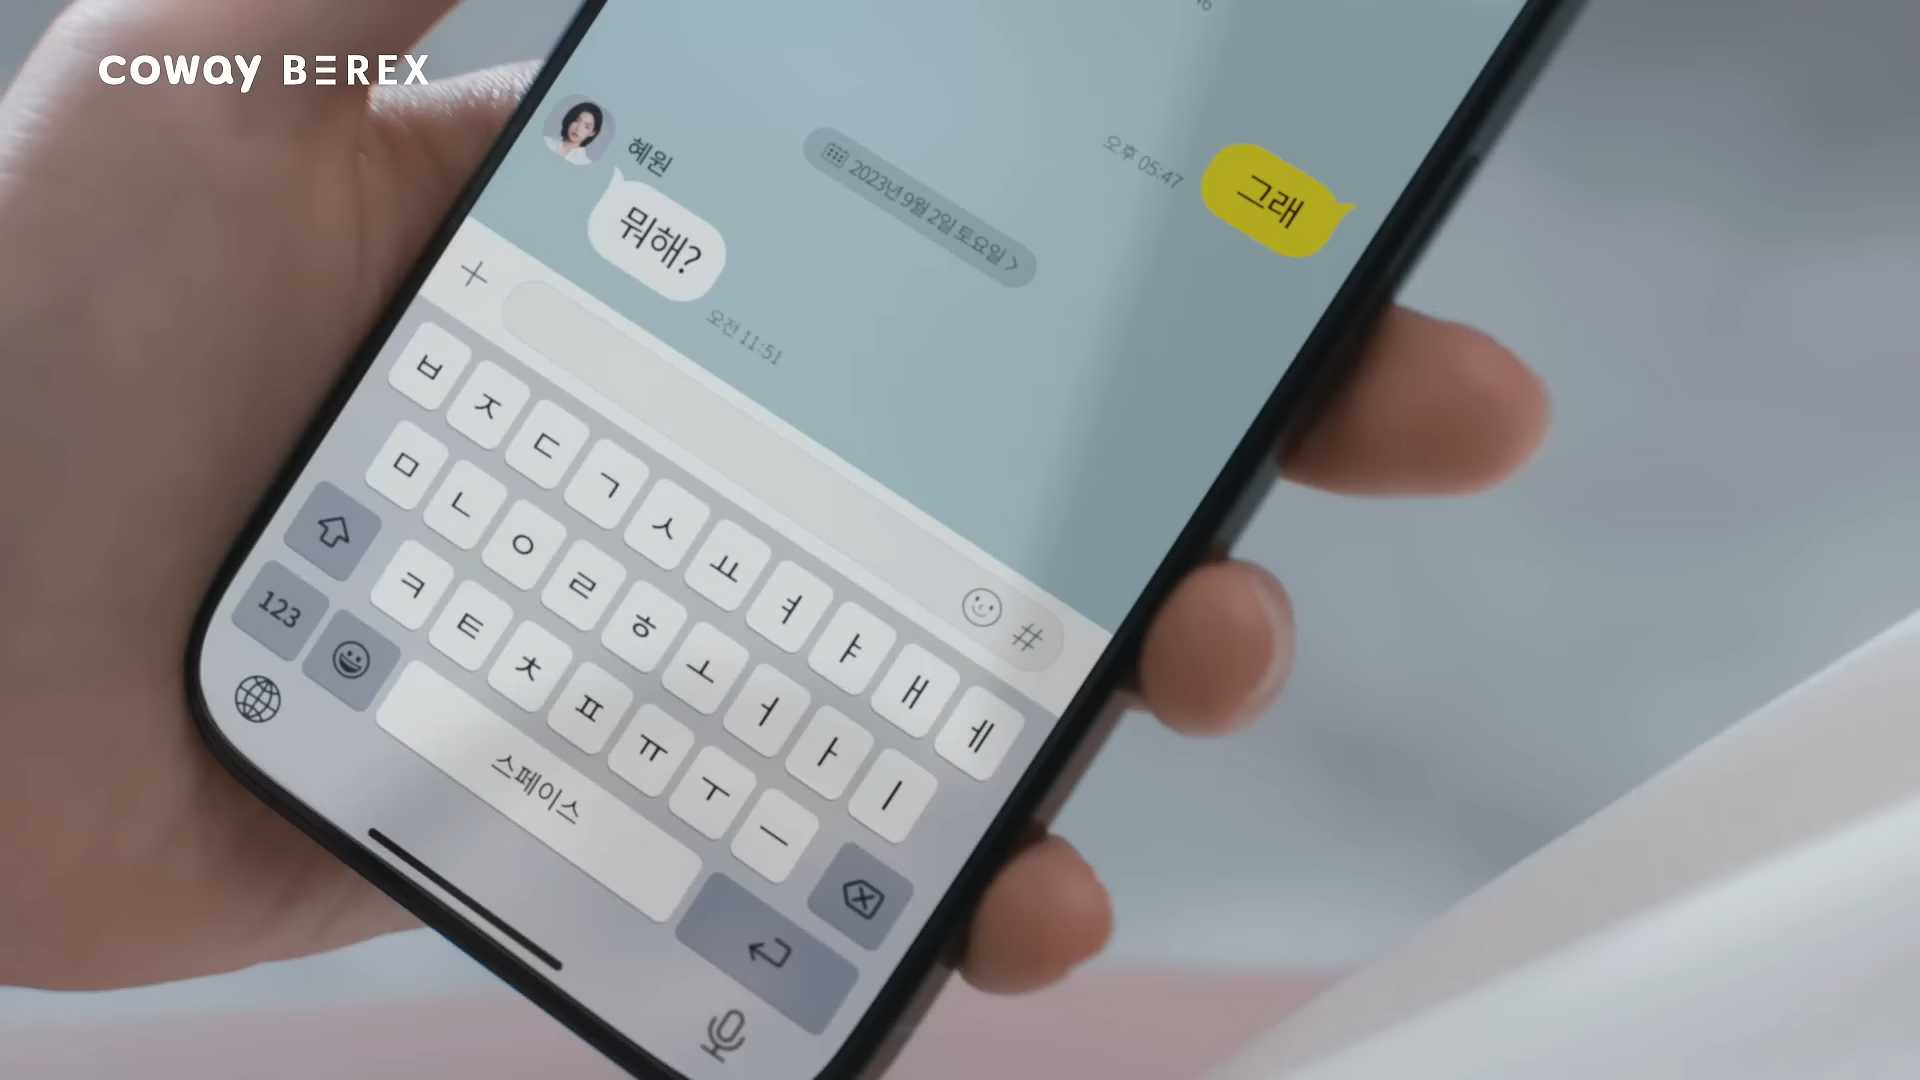 coway BEREX
오후 05:47
그래
2023년 9월 2일 토요일 >
혜원
뭐해?
오전 11:51
#
ㅂ ㅈ ㄷ ㄱ ㅅ ㅛ ㅕ ㅑ ㅐ ㅔ
ㅁ ㄴ ㅇ ㄹ ㅎ ㅗ ㅓ ㅏ ㅣ
ㅋ ㅌ ㅊ ㅍ ㅠ ㅜ ㅡ
123
스페이스